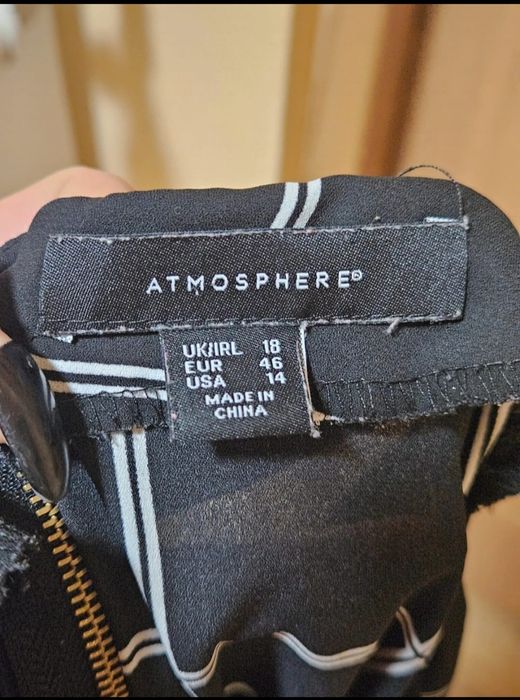 ATMOSPHERE®
UK/IRL 18
EUR 46
USA 14
MADE IN
CHINA